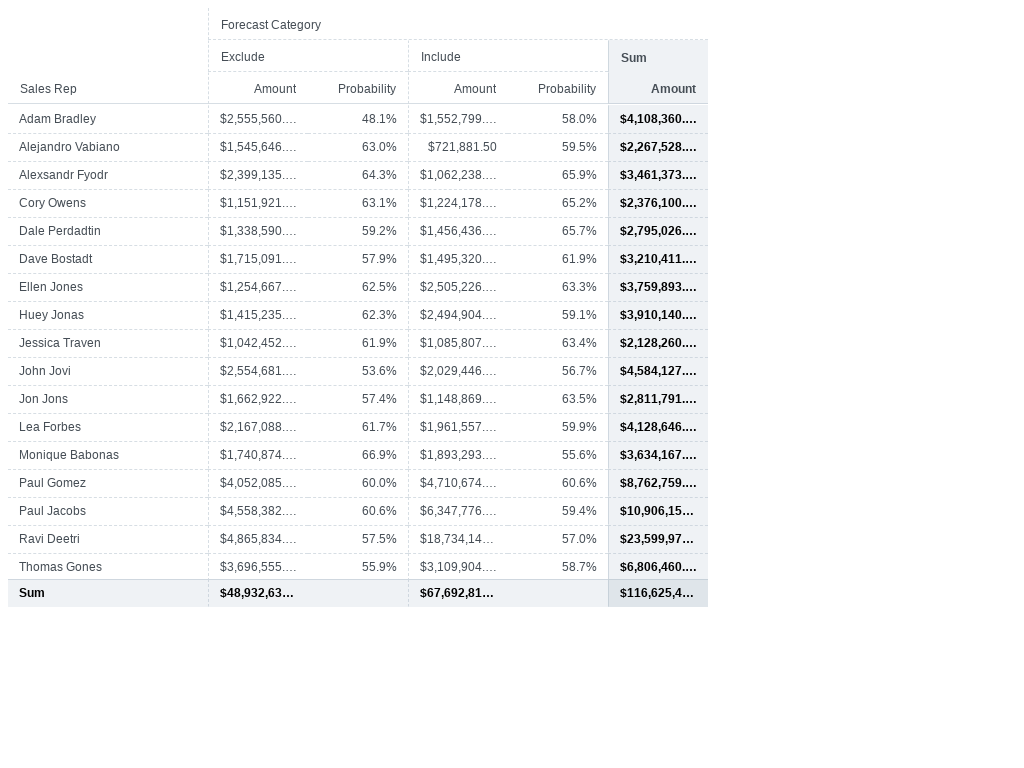 Forecast Category
Exclude Include Sum
Sales Rep Amount Probability Amount Probability Amount
Adam Bradley $2,555,560.… 48.1% $1,552,799.… 58.0% $4,108,360.…
Alejandro Vabiano $1,545,646.… 63.0% $721,881.50 59.5% $2,267,528.…
Alexsandr Fyodr $2,399,135.… 64.3% $1,062,238.… 65.9% $3,461,373.…
Cory Owens $1,151,921.… 63.1% $1,224,178.… 65.2% $2,376,100.…
Dale Perdadtin $1,338,590.… 59.2% $1,456,436.… 65.7% $2,795,026.…
Dave Bostadt $1,715,091.… 57.9% $1,495,320.… 61.9% $3,210,411.…
Ellen Jones $1,254,667.… 62.5% $2,505,226.… 63.3% $3,759,893.…
Huey Jonas $1,415,235.… 62.3% $2,494,904.… 59.1% $3,910,140.…
Jessica Traven $1,042,452.… 61.9% $1,085,807.… 63.4% $2,128,260.…
John Jovi $2,554,681.… 53.6% $2,029,446.… 56.7% $4,584,127.…
Jon Jons $1,662,922.… 57.4% $1,148,869.… 63.5% $2,811,791.…
Lea Forbes $2,167,088.… 61.7% $1,961,557.… 59.9% $4,128,646.…
Monique Babonas $1,740,874.… 66.9% $1,893,293.… 55.6% $3,634,167.…
Paul Gomez $4,052,085.… 60.0% $4,710,674.… 60.6% $8,762,759.…
Paul Jacobs $4,558,382.… 60.6% $6,347,776.… 59.4% $10,906,15…
Ravi Deetri $4,865,834.… 57.5% $18,734,14… 57.0% $23,599,97…
Thomas Gones $3,696,555.… 55.9% $3,109,904.… 58.7% $6,806,460.…
Sum $48,932,63… $67,692,81… $116,625,4…